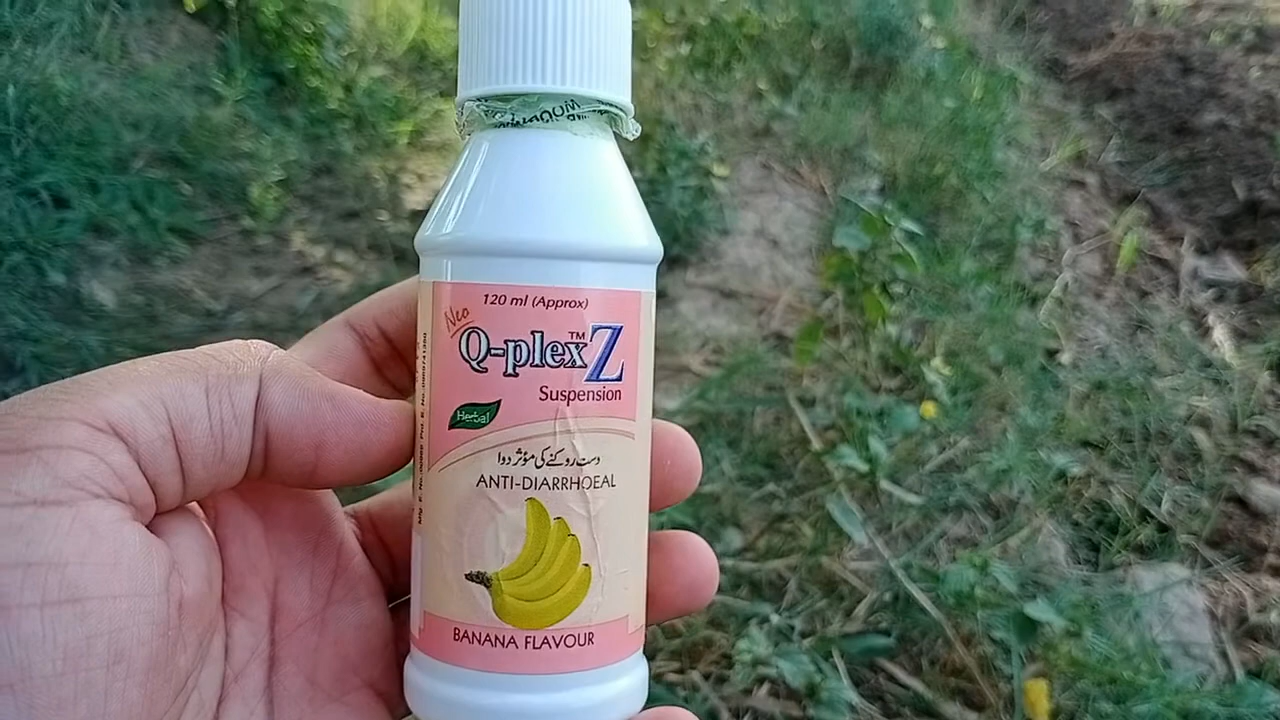 120 ml (Approx)
Neo
Q-plex™ Z
Suspension
Herbal
دست روکنے کی مؤثر دوا
ANTI-DIARRHOEAL
BANANA FLAVOUR